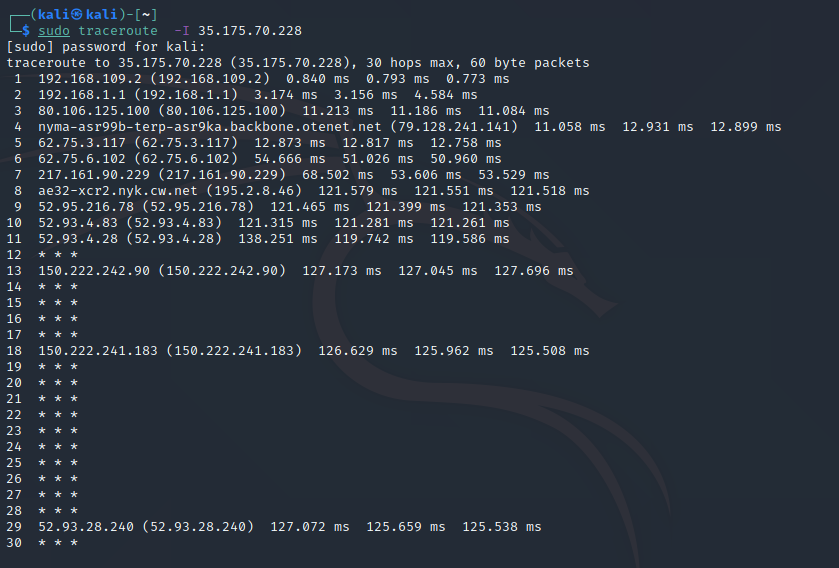 ┌──(kali㉿kali)-[~]
└─$ sudo traceroute  -I 35.175.70.228
[sudo] password for kali:
traceroute to 35.175.70.228 (35.175.70.228), 30 hops max, 60 byte packets
 1  192.168.109.2 (192.168.109.2)  0.840 ms  0.793 ms  0.773 ms
 2  192.168.1.1 (192.168.1.1)  3.174 ms  3.156 ms  4.584 ms
 3  80.106.125.100 (80.106.125.100)  11.213 ms  11.186 ms  11.084 ms
 4  nyma-asr99b-terp-asr9ka.backbone.otenet.net (79.128.241.141)  11.058 ms  12.931 ms  12.899 ms
 5  62.75.3.117 (62.75.3.117)  12.873 ms  12.817 ms  12.758 ms
 6  62.75.6.102 (62.75.6.102)  54.666 ms  51.026 ms  50.960 ms
 7  217.161.90.229 (217.161.90.229)  68.502 ms  53.606 ms  53.529 ms
 8  ae32-xcr2.nyk.cw.net (195.2.8.46)  121.579 ms  121.551 ms  121.518 ms
 9  52.95.216.78 (52.95.216.78)  121.465 ms  121.399 ms  121.353 ms
10  52.93.4.83 (52.93.4.83)  121.315 ms  121.281 ms  121.261 ms
11  52.93.4.28 (52.93.4.28)  138.251 ms  119.742 ms  119.586 ms
12  * * *
13  150.222.242.90 (150.222.242.90)  127.173 ms  127.045 ms  127.696 ms
14  * * *
15  * * *
16  * * *
17  * * *
18  150.222.241.183 (150.222.241.183)  126.629 ms  125.962 ms  125.508 ms
19  * * *
20  * * *
21  * * *
22  * * *
23  * * *
24  * * *
25  * * *
26  * * *
27  * * *
28  * * *
29  52.93.28.240 (52.93.28.240)  127.072 ms  125.659 ms  125.538 ms
30  * * *